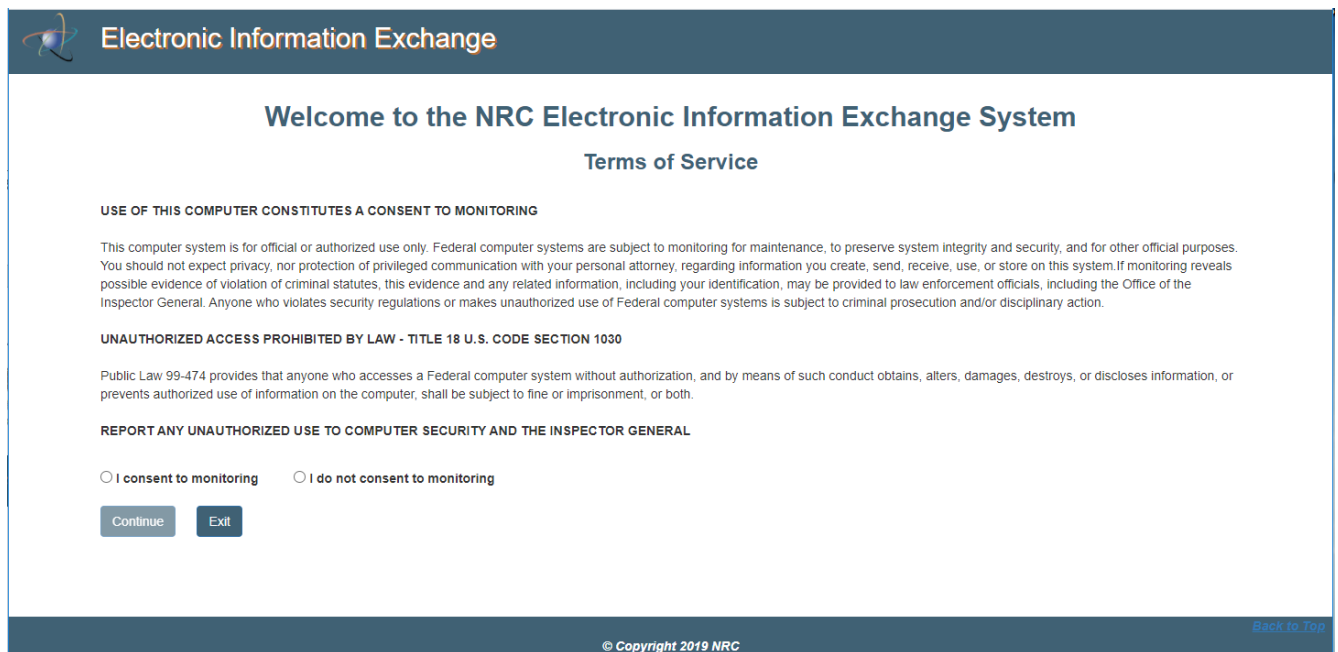 Electronic Information Exchange
Welcome to the NRC Electronic Information Exchange System
Terms of Service
USE OF THIS COMPUTER CONSTITUTES A CONSENT TO MONITORING
This computer system is for official or authorized use only. Federal computer systems are subject to monitoring for maintenance, to preserve system integrity and security, and for other official purposes.
You should not expect privacy, nor protection of privileged communication with your personal attorney, regarding information you create, send, receive, use, or store on this system.If monitoring reveals
possible evidence of violation of criminal statutes, this evidence and any related information, including your identification, may be provided to law enforcement officials, including the Office of the
Inspector General. Anyone who violates security regulations or makes unauthorized use of Federal computer systems is subject to criminal prosecution and/or disciplinary action.
UNAUTHORIZED ACCESS PROHIBITED BY LAW - TITLE 18 U.S. CODE SECTION 1030
Public Law 99-474 provides that anyone who accesses a Federal computer system without authorization, and by means of such conduct obtains, alters, damages, destroys, or discloses information, or
prevents authorized use of information on the computer, shall be subject to fine or imprisonment, or both.
REPORT ANY UNAUTHORIZED USE TO COMPUTER SECURITY AND THE INSPECTOR GENERAL
I consent to monitoring I do not consent to monitoring
Continue Exit
Back to Top
© Copyright 2019 NRC